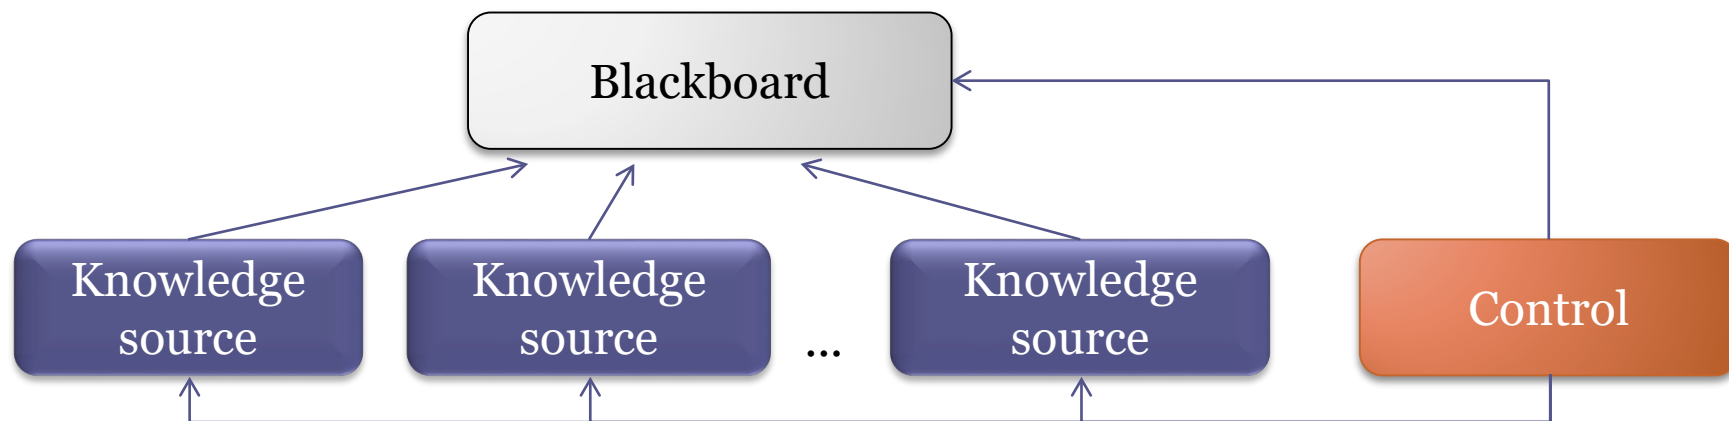 Blackboard
Knowledge
source
Knowledge
source
...
Knowledge
source
Control